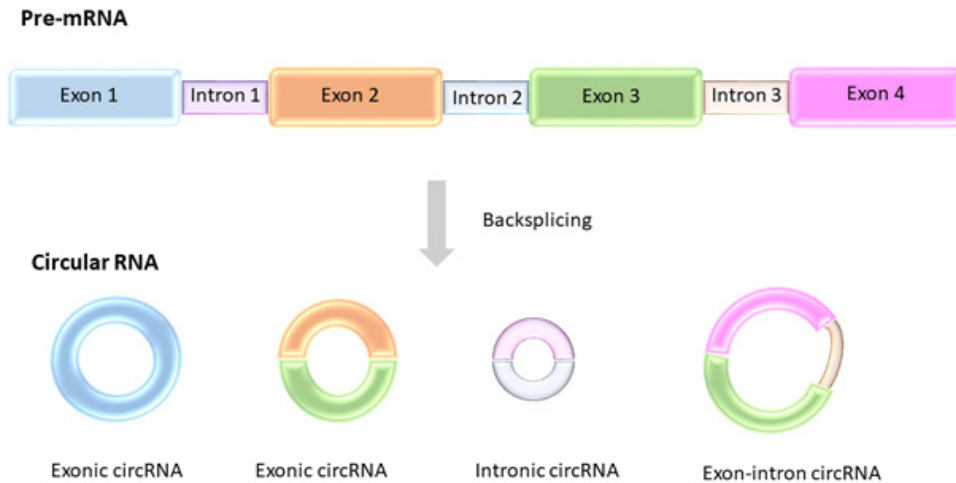 Pre-mRNA
Exon 1 Intron 1 Exon 2 Intron 2 Exon 3 Intron 3 Exon 4
Backsplicing
Circular RNA
Exonic circRNA Exonic circRNA Intronic circRNA Exon-intron circRNA